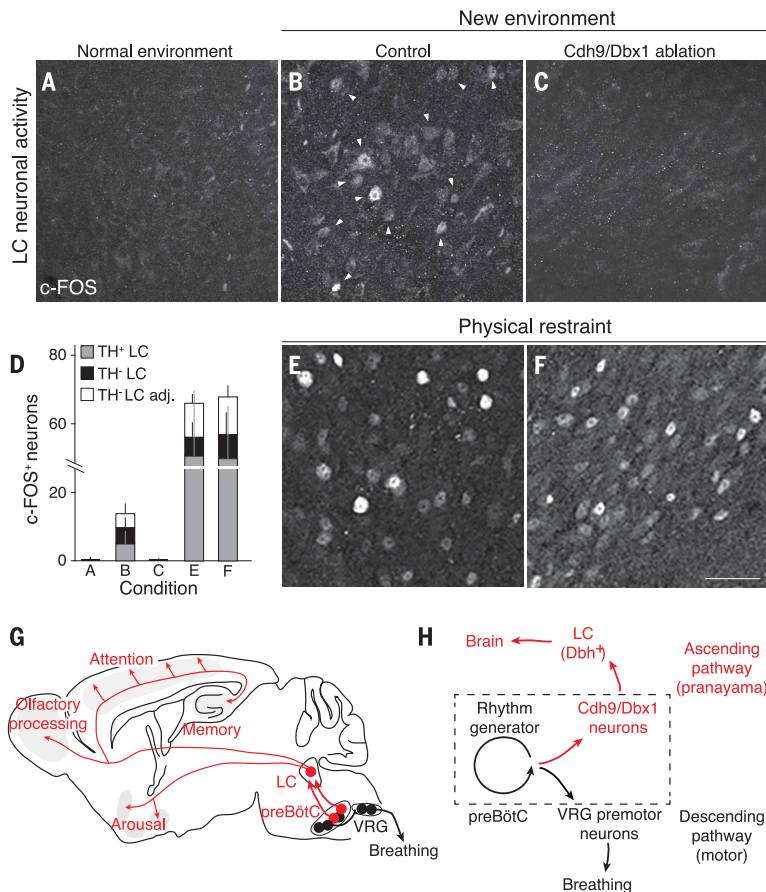 New environment
Normal environment
Control
Cdh9/Dbx1 ablation
LC neuronal activity
A
B
C
c-FOS
Physical restraint
D
80
60
20
0
c-FOS⁺ neurons
TH⁺ LC
TH⁻ LC
TH⁻ LC adj.
A B C E F
Condition
E
F
G
Attention
Olfactory
processing
Memory
Arousal
LC
preBötC
VRG
Breathing
H
Brain
LC
(Dbh⁺)
Ascending
pathway
(pranayama)
Rhythm
generator
Cdh9/Dbx1
neurons
preBötC
VRG premotor
neurons
Descending
pathway
(motor)
Breathing